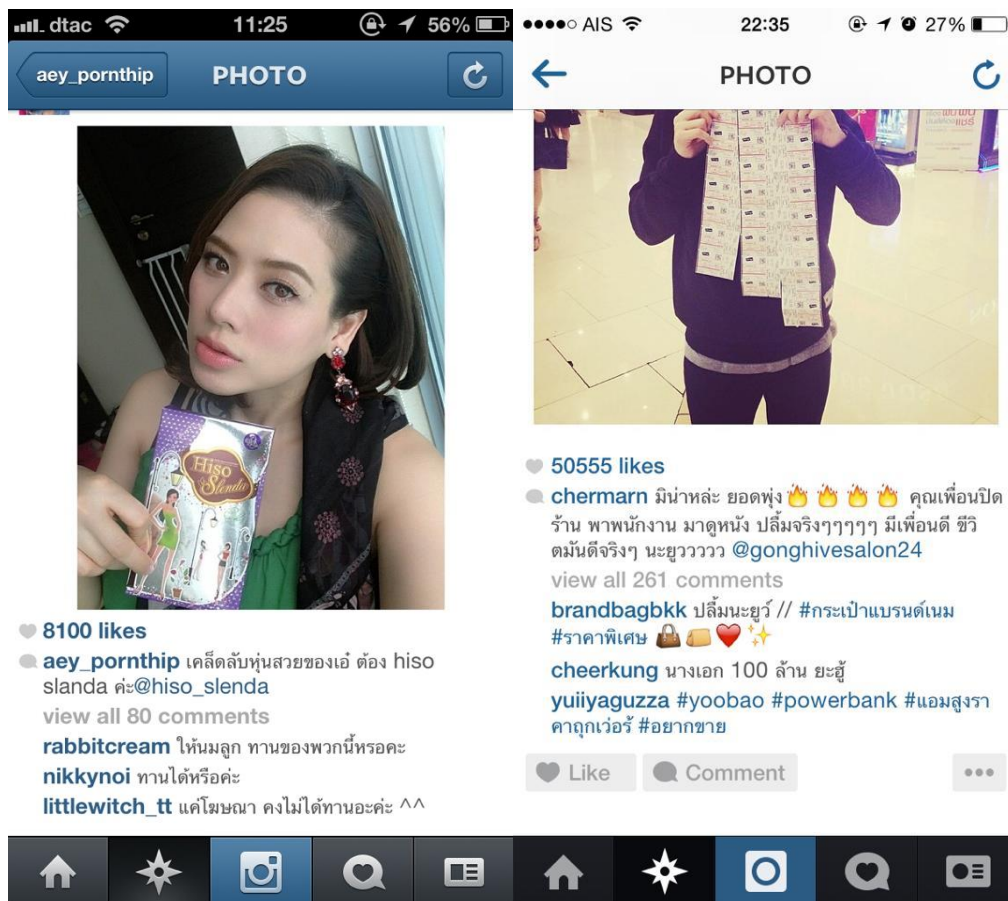 dtac 11:25 56%
aey_pornthip PHOTO
Hiso
Slenda
8100 likes
aey_pornthip เคล็ดลับหุ่นสวยของเอ๋ ต้อง hiso
slanda ค่ะ@hiso_slenda
view all 80 comments
rabbitcream ให้นมลูก ทานของพวกนี้หรอคะ
nikkynoi ทานได้หรือค่ะ
littlewitch_tt แค่โฆษณา คงไม่ได้ทานอะค่ะ ^^
AIS 22:35 27%
PHOTO
50555 likes
chermarn มิน่าหล่ะ ยอดพุ่ง🔥 🔥 🔥 🔥 คุณเพื่อนปิด
ร้าน พาพนักงาน มาดูหนัง ปลื้มจริงๆๆๆๆๆ มีเพื่อนดี ชีวิ
ตมันดีจริงๆ นะยูววววว @gonghivesalon24
view all 261 comments
brandbagbkk ปลื้มนะยูว์ // #กระเป๋าแบรนด์เนม
#ราคาพิเศษ 👜 👝 ❤️ ✨
cheerkung นางเอก 100 ล้าน ยะฮู้
yuiiyaguzza #yoobao #powerbank #แอมสูงรา
คาถูกเว่อร์ #อยากขาย
Like Comment